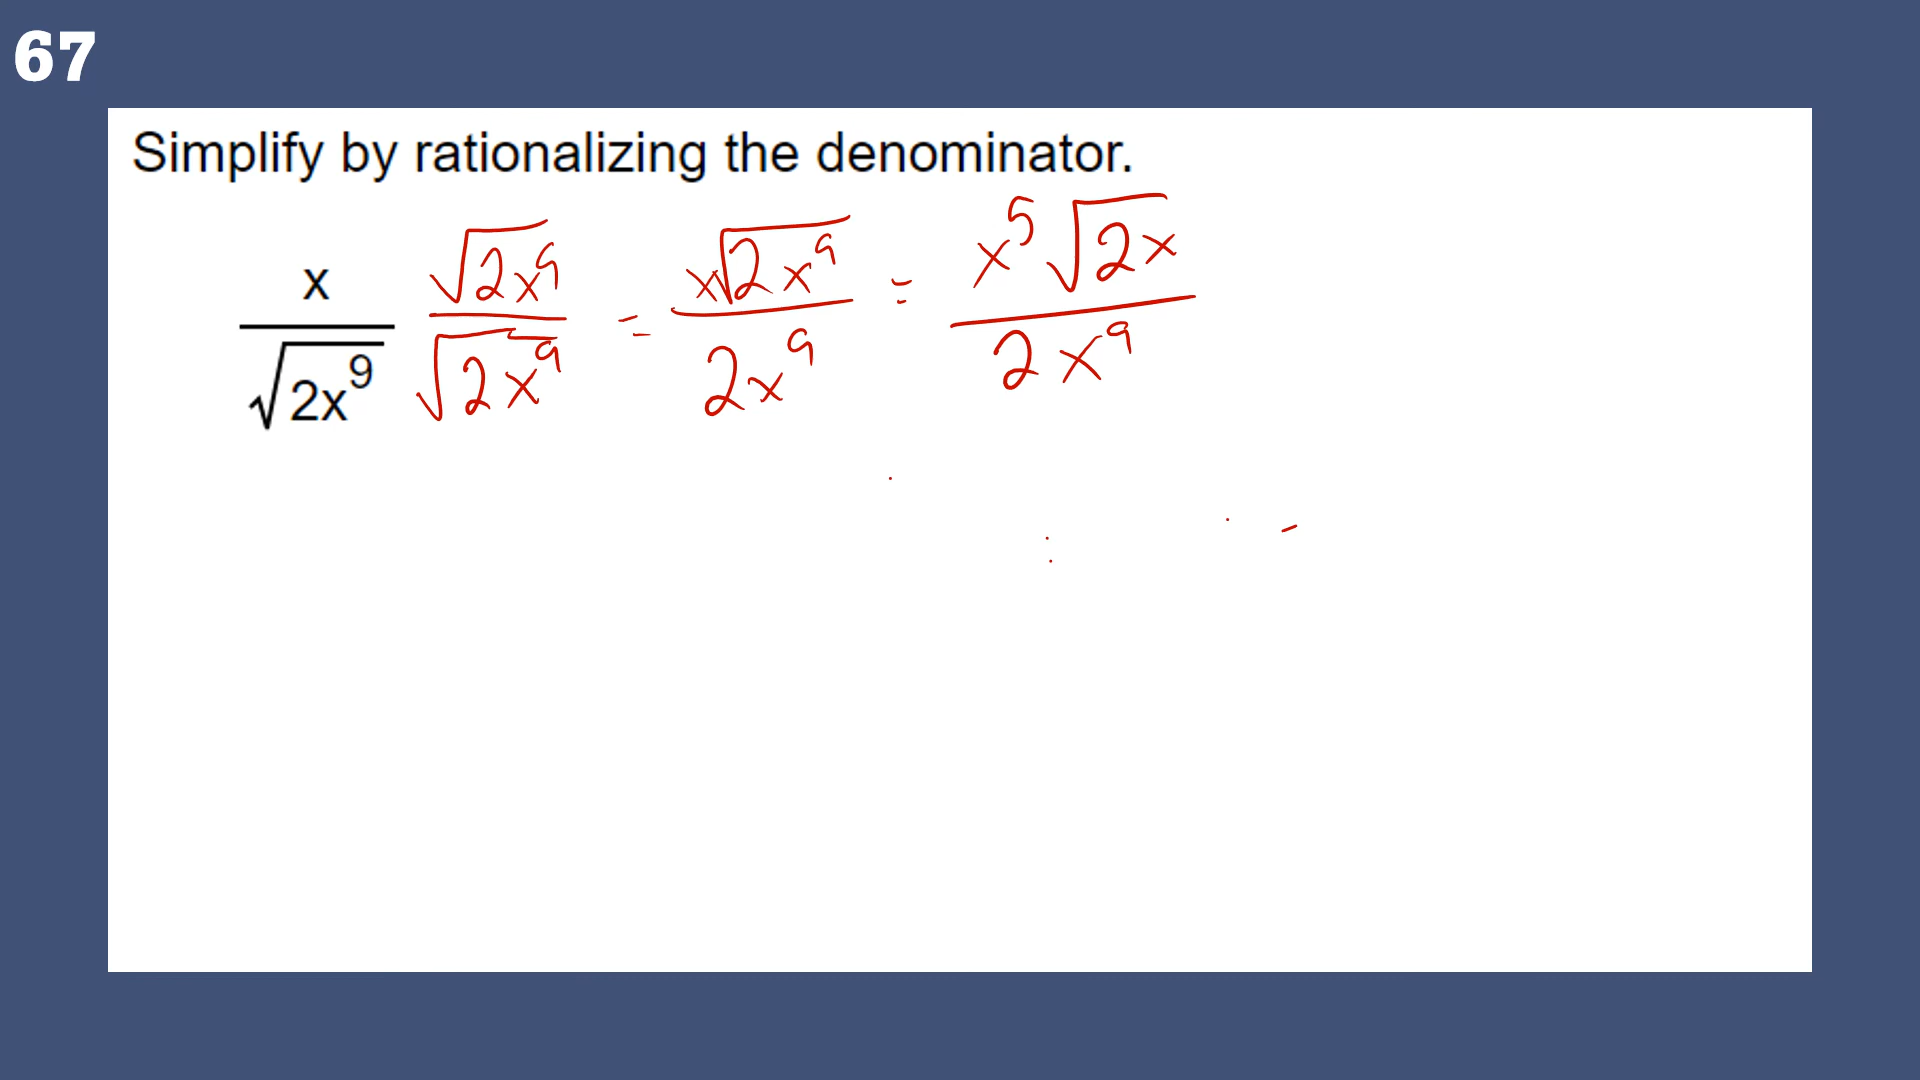 67
Simplify by rationalizing the denominator.
x/√(2x^9) √(2x^9)/√(2x^9) = x√(2x^9)/2x^9 = x^5√(2x)/2x^9